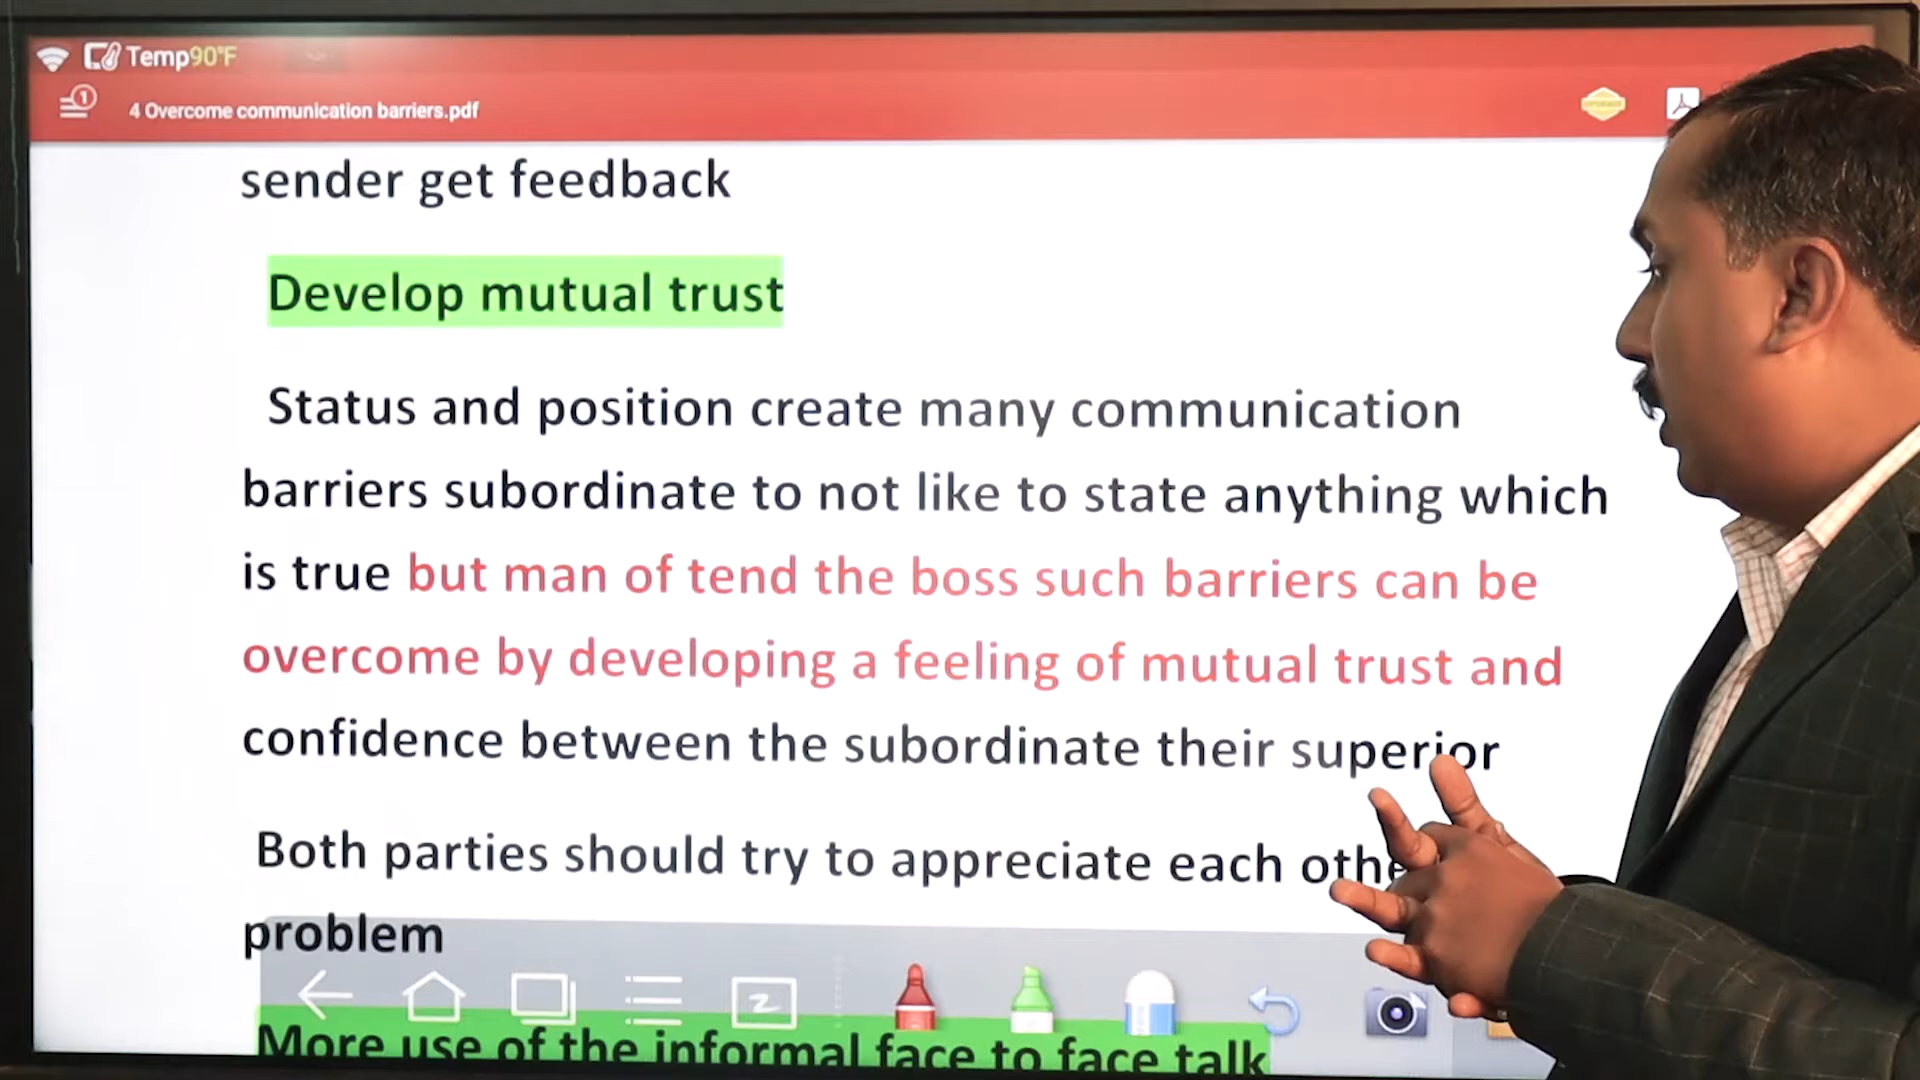 Temp90°F
1
4 Overcome communication barriers.pdf
UPGRADE
sender get feedback
Develop mutual trust
Status and position create many communication
barriers subordinate to not like to state anything which
is true but man of tend the boss such barriers can be
overcome by developing a feeling of mutual trust and
confidence between the subordinate their superior
Both parties should try to appreciate each othe
problem
More use of the informal face to face talk